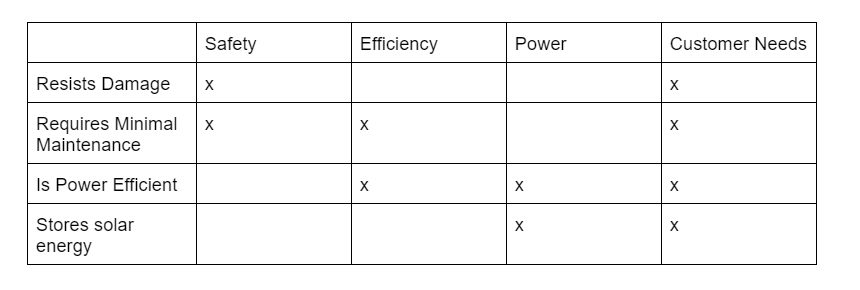 Safety Efficiency Power Customer Needs
Resists Damage x x
Requires Minimal x x x
Maintenance
Is Power Efficient x x x
Stores solar x x
energy